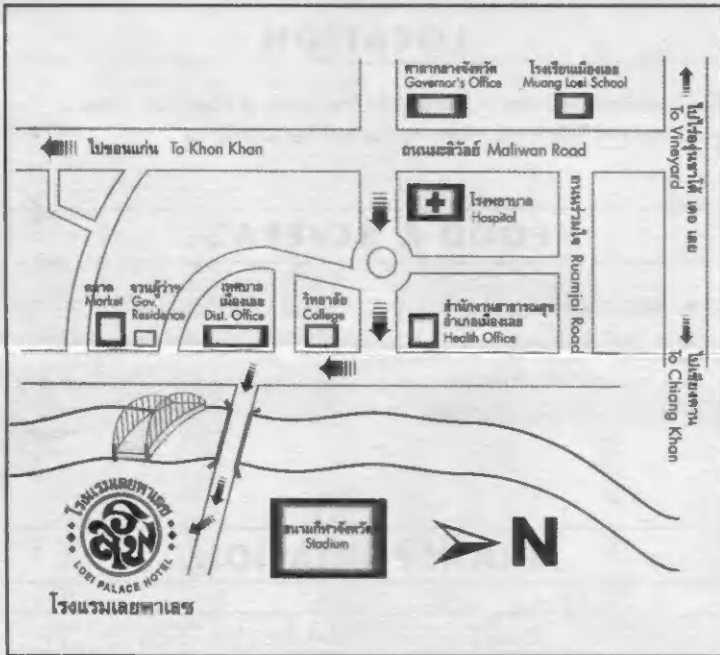 ศาลากลางจังหวัด
Governor's Office
โรงเรียนเมืองเลย
Muang Loei School
ไปไร่องุ่นชาโต้ เดอ เลย
To Vineyard
ไปขอนแก่น To Khon Khan
ถนนมะลิวัลย์ Maliwan Road
โรงพยาบาล
Hospital
ถนนร่วมใจ Ruamjai Road
ตลาด
Market
จวนผู้ว่าฯ
Gov.
Residence
เทศบาล
เมืองเลย
Dist. Office
วิทยาลัย
College
สำนักงานสาธารณสุข
อำเภอเมืองเลย
Health Office
ไปเชียงคาน
To Chiang Khan
สนามกีฬาจังหวัด
Stadium
N
โรงแรมเลยพาเลซ
LOEI PALACE HOTEL
โรงแรมเลยพาเลซ